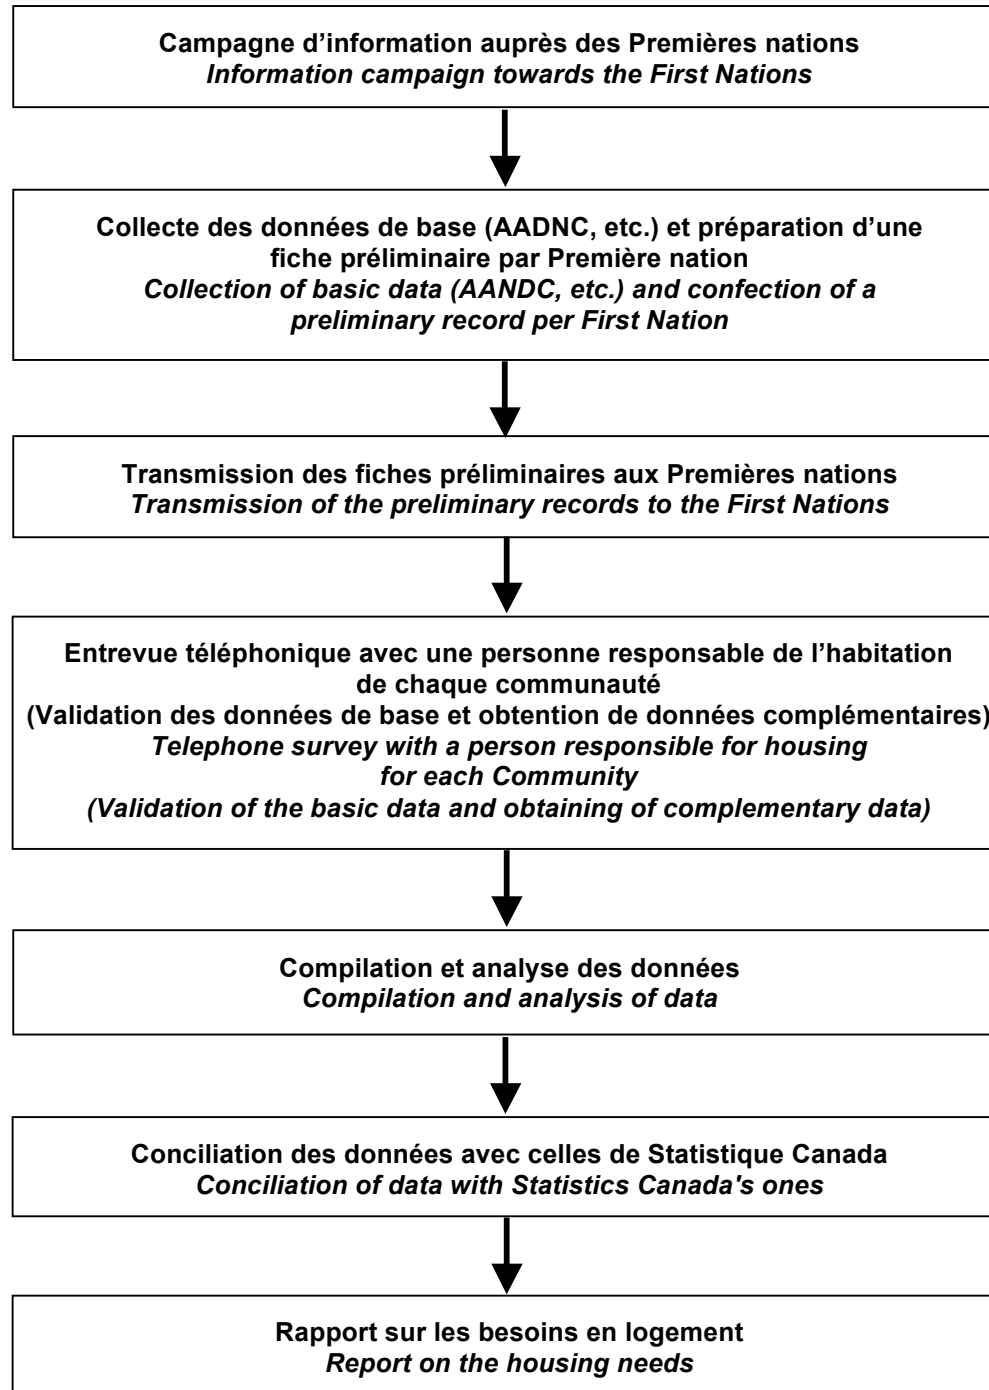 Campagne d’information auprès des Premières nations
Information campaign towards the First Nations
Collecte des données de base (AADNC, etc.) et préparation d’une
fiche préliminaire par Première nation
Collection of basic data (AANDC, etc.) and confection of a
preliminary record per First Nation
Transmission des fiches préliminaires aux Premières nations
Transmission of the preliminary records to the First Nations
Entrevue téléphonique avec une personne responsable de l’habitation
de chaque communauté
(Validation des données de base et obtention de données complémentaires)
Telephone survey with a person responsible for housing
for each Community
(Validation of the basic data and obtaining of complementary data)
Compilation et analyse des données
Compilation and analysis of data
Conciliation des données avec celles de Statistique Canada
Conciliation of data with Statistics Canada's ones
Rapport sur les besoins en logement
Report on the housing needs